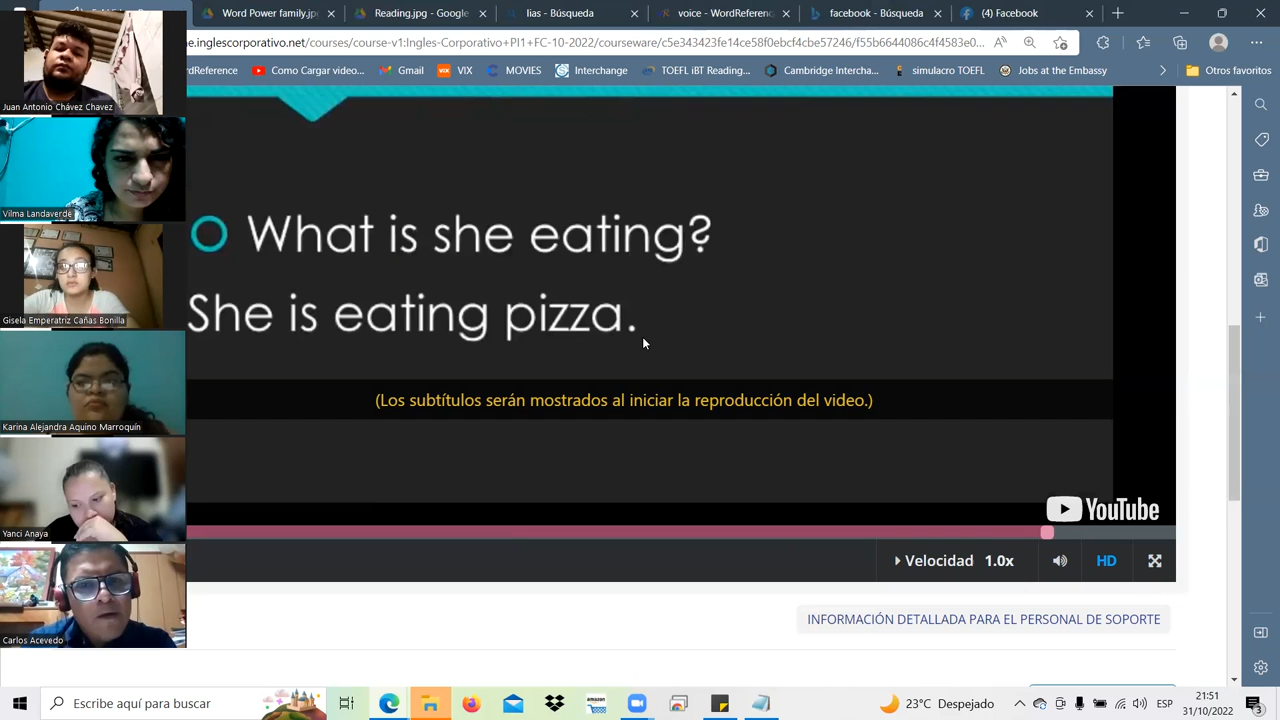 Word Power family.jp
Reading.jpg - Google
lias - Búsqueda
voice - WordReferenc
facebook - Búsqueda
(4) Facebook
e.inglescorporativo.net/courses/course-v1:Ingles-Corporativo+PI1+FC-10-2022/courseware/c5e343423fe14ce58f0ebcf4cbe57246/f55b6644086c4f4583e0...
rdReference
Como Cargar video...
Gmail
VIX
VIX
MOVIES
Interchange
TOEFL iBT Reading...
Cambridge Intercha...
simulacro TOEFL
Jobs at the Embassy
Otros favoritos
Juan Antonio Chávez Chavez
Vilma Landaverde
Gisela Emperatriz Cañas Bonilla
Karina Alejandra Aquino Marroquín
Yanci Anaya
Carlos Acevedo
What is she eating?
She is eating pizza.
(Los subtítulos serán mostrados al iniciar la reproducción del video.)
YouTube
Velocidad 1.0x
HD
INFORMACIÓN DETALLADA PARA EL PERSONAL DE SOPORTE
Escribe aquí para buscar
amazon
23°C Despejado
ESP
21:51
31/10/2022
3